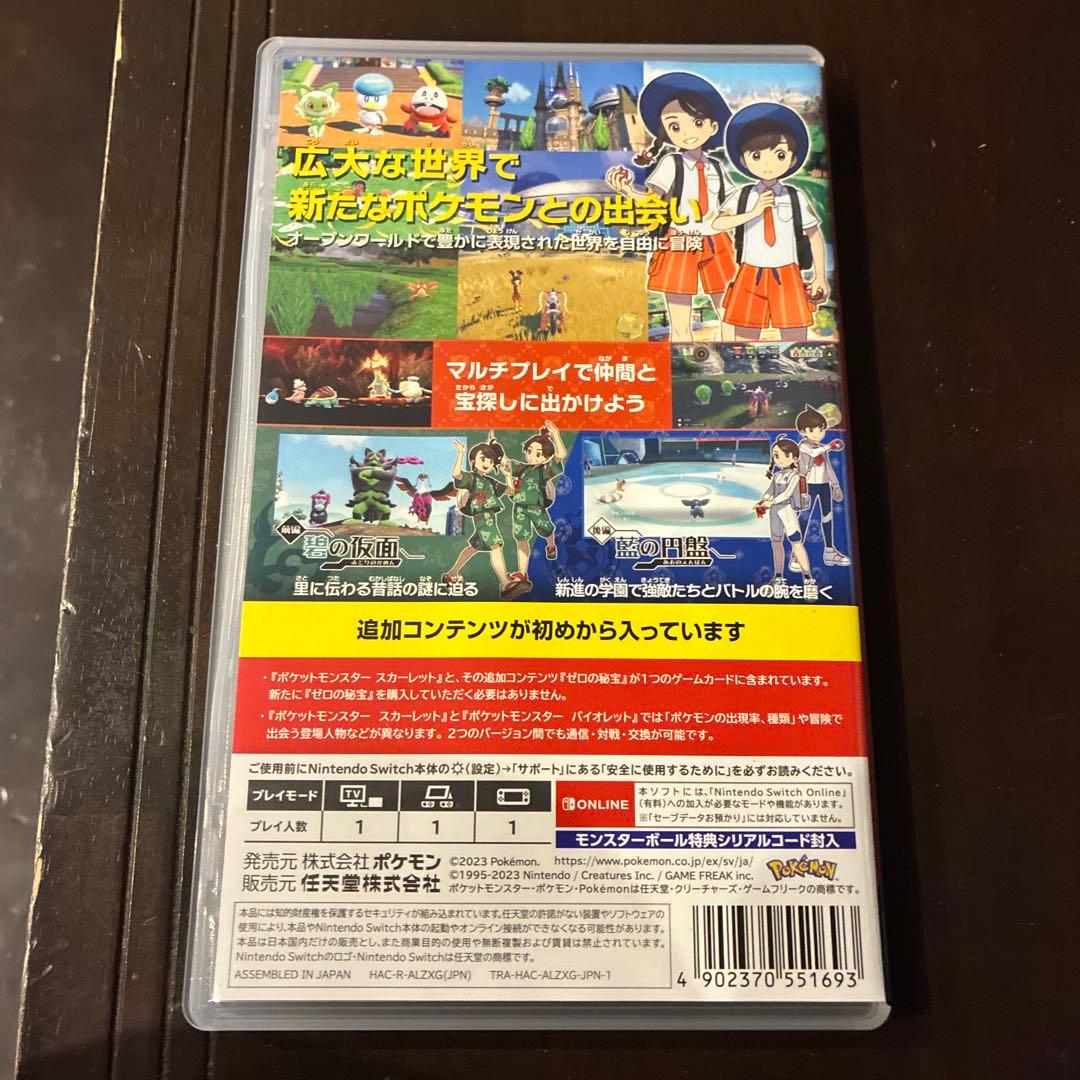 広大な世界で
新たなポケモンとの出会い
オープンワールドで豊かに表現された世界を自由に冒険
マルチプレイで仲間と
宝探しに出かけよう
前編 碧の仮面
みどりのかめん
里に伝わる昔話の謎に迫る
後編 藍の円盤
あおのえんばん
新進の学園で強敵たちとバトルの腕を磨く
追加コンテンツが初めから入っています
・『ポケットモンスター スカーレット』と、その追加コンテンツ『ゼロの秘宝』が1つのゲームカードに含まれています。
新たに『ゼロの秘宝』を購入していただく必要はありません。
・『ポケットモンスター スカーレット』と『ポケットモンスター バイオレット』では「ポケモンの出現率、種類」や冒険で
出会う登場人物などが異なります。2つのバージョン間でも通信・対戦・交換が可能です。
ご使用前にNintendo Switch本体の(設定)→「サポート」にある「安全に使用するために」を必ずお読みください。
プレイモード TV
プレイ人数 1 1 1
ONLINE
本ソフトには、「Nintendo Switch Online」
(有料)への加入が必要なモードや機能があります。
※「セーブデータお預かり」には対応していません。
モンスターボール特典シリアルコード封入
発売元 株式会社 ポケモン
販売元 任天堂株式会社
©2023 Pokémon. https://www.pokemon.co.jp/ex/sv/ja/
©1995-2023 Nintendo / Creatures Inc. / GAME FREAK inc.
ポケットモンスター・ポケモン・Pokémonは任天堂・クリーチャーズ・ゲームフリークの商標です。
POKÉMON
本品には知的財産権を保護するセキュリティが組み込まれています。任天堂の許諾がない装置やソフトウェアの
使用により、本品やNintendo Switch本体の起動やオンライン接続ができなくなる可能性があります。
本品は日本国内だけの販売とし、また商業目的の使用や無断複製および賃貸は禁止されています。
Nintendo Switchのロゴ・Nintendo Switchは任天堂の商標です。
ASSEMBLED IN JAPAN HAC-R-ALZXG(JPN) TRA-HAC-ALZXG-JPN-1
4 902370 551693